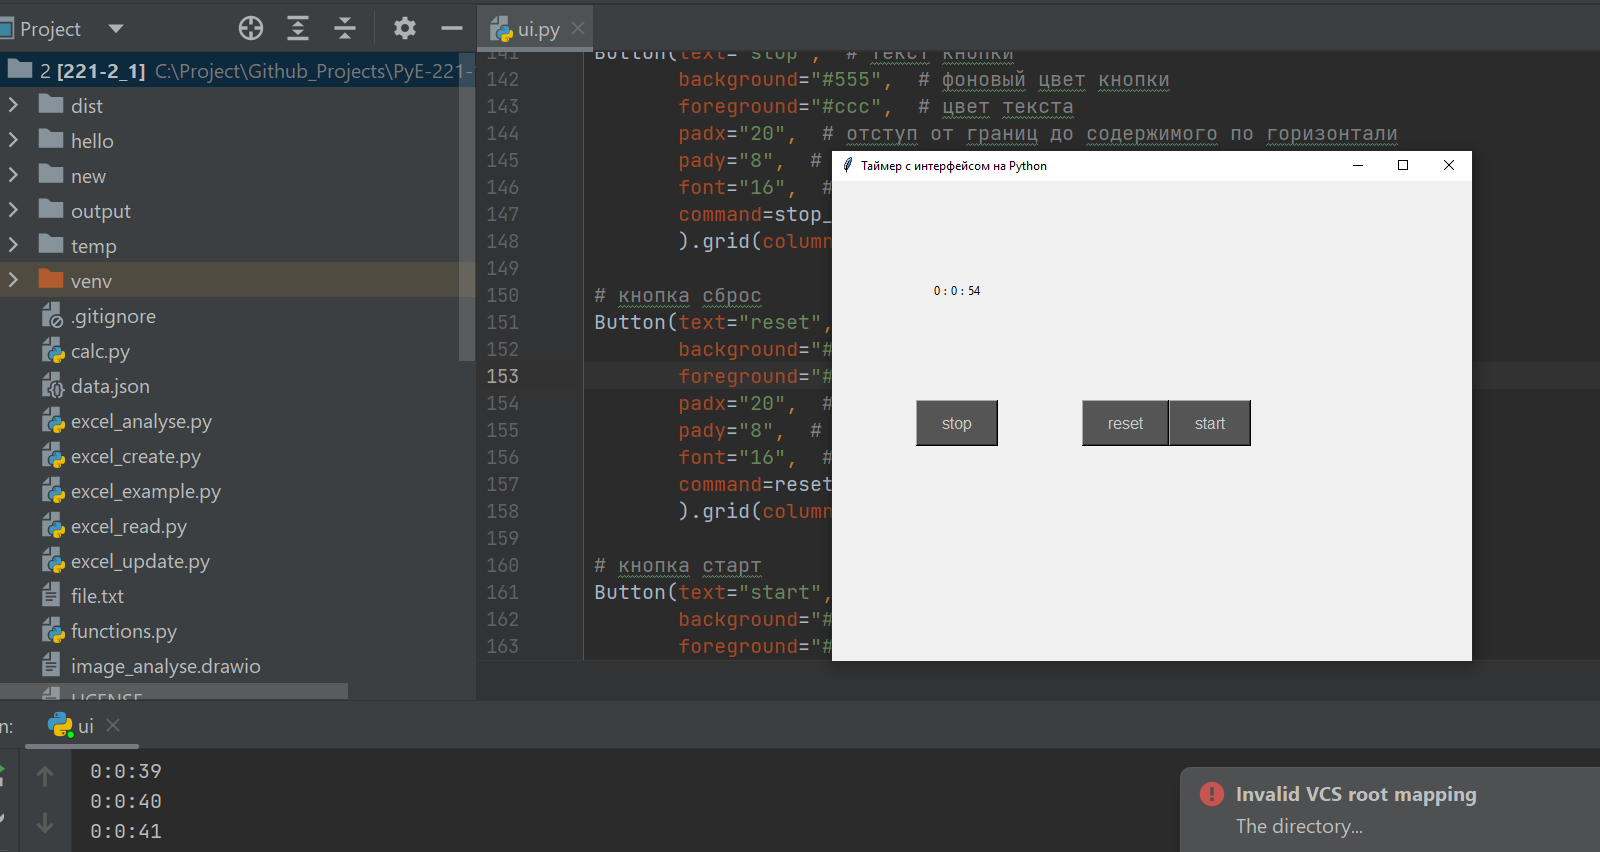 Project
ui.py
2 [221-2_1] C:\Project\Github_Projects\PyE-221-
dist
hello
new
output
temp
venv
.gitignore
calc.py
data.json
excel_analyse.py
excel_create.py
excel_example.py
excel_read.py
excel_update.py
file.txt
functions.py
image_analyse.drawio
LICENSE
141 Button(text="stop", # текст кнопки
142 background="#555", # фоновый цвет кнопки
143 foreground="#ccc", # цвет текста
144 padx="20", # отступ от границ до содержимого по горизонтали
145 pady="8", #
146 font="16", #
147 command=stop_
148 ).grid(column
149
150 # кнопка сброс
151 Button(text="reset",
152 background="#
153 foreground="#
154 padx="20", #
155 pady="8", #
156 font="16", #
157 command=reset
158 ).grid(column
159
160 # кнопка старт
161 Button(text="start",
162 background="#
163 foreground="#
Таймер с интерфейсом на Python
0 : 0 : 54
stop reset start
n: ui
0:0:39
0:0:40
0:0:41
Invalid VCS root mapping
The directory...